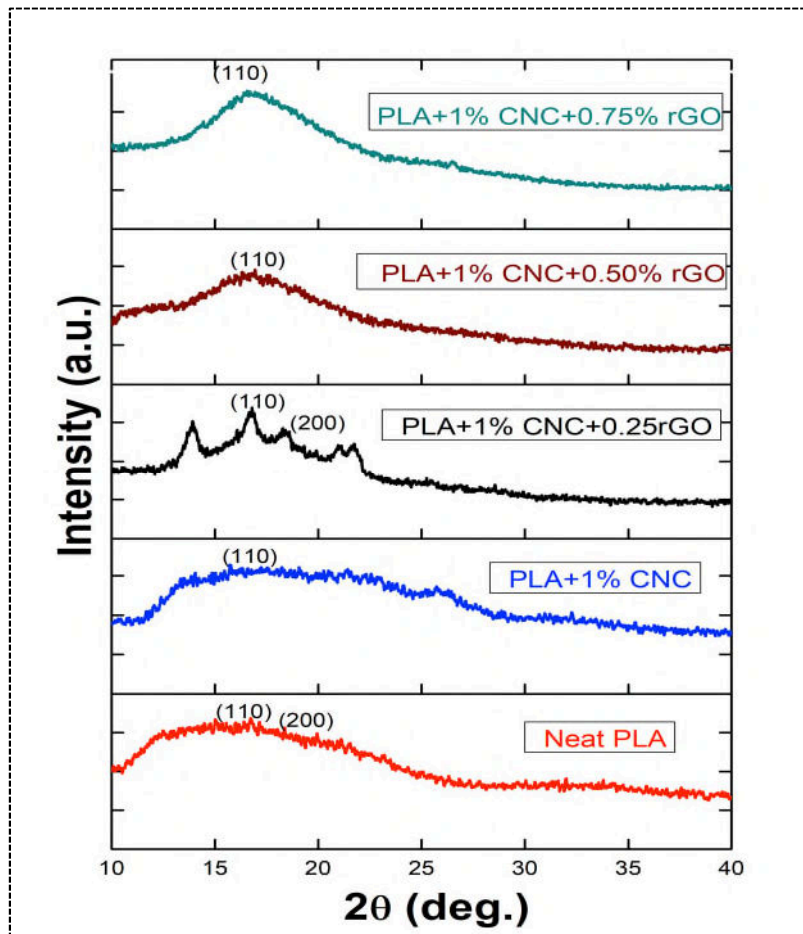 (110)
PLA+1% CNC+0.75% rGO
(110)
PLA+1% CNC+0.50% rGO
(110)
(200)
PLA+1% CNC+0.25rGO
(110)
PLA+1% CNC
(110)
(200)
Neat PLA
Intensity (a.u.)
10 15 20 25 30 35 40
2θ (deg.)